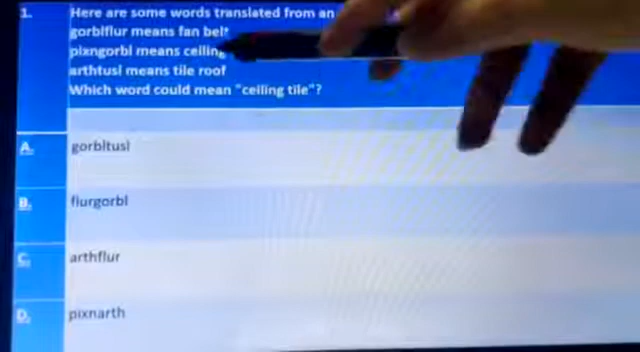 1. Here are some words translated from an
gorblflur means fan belt
pixngorbl means ceiling
arthtusl means tile roof
Which word could mean "ceiling tile"?
A. gorbltusl
B. flurgorbl
C. arthflur
D. pixnarth